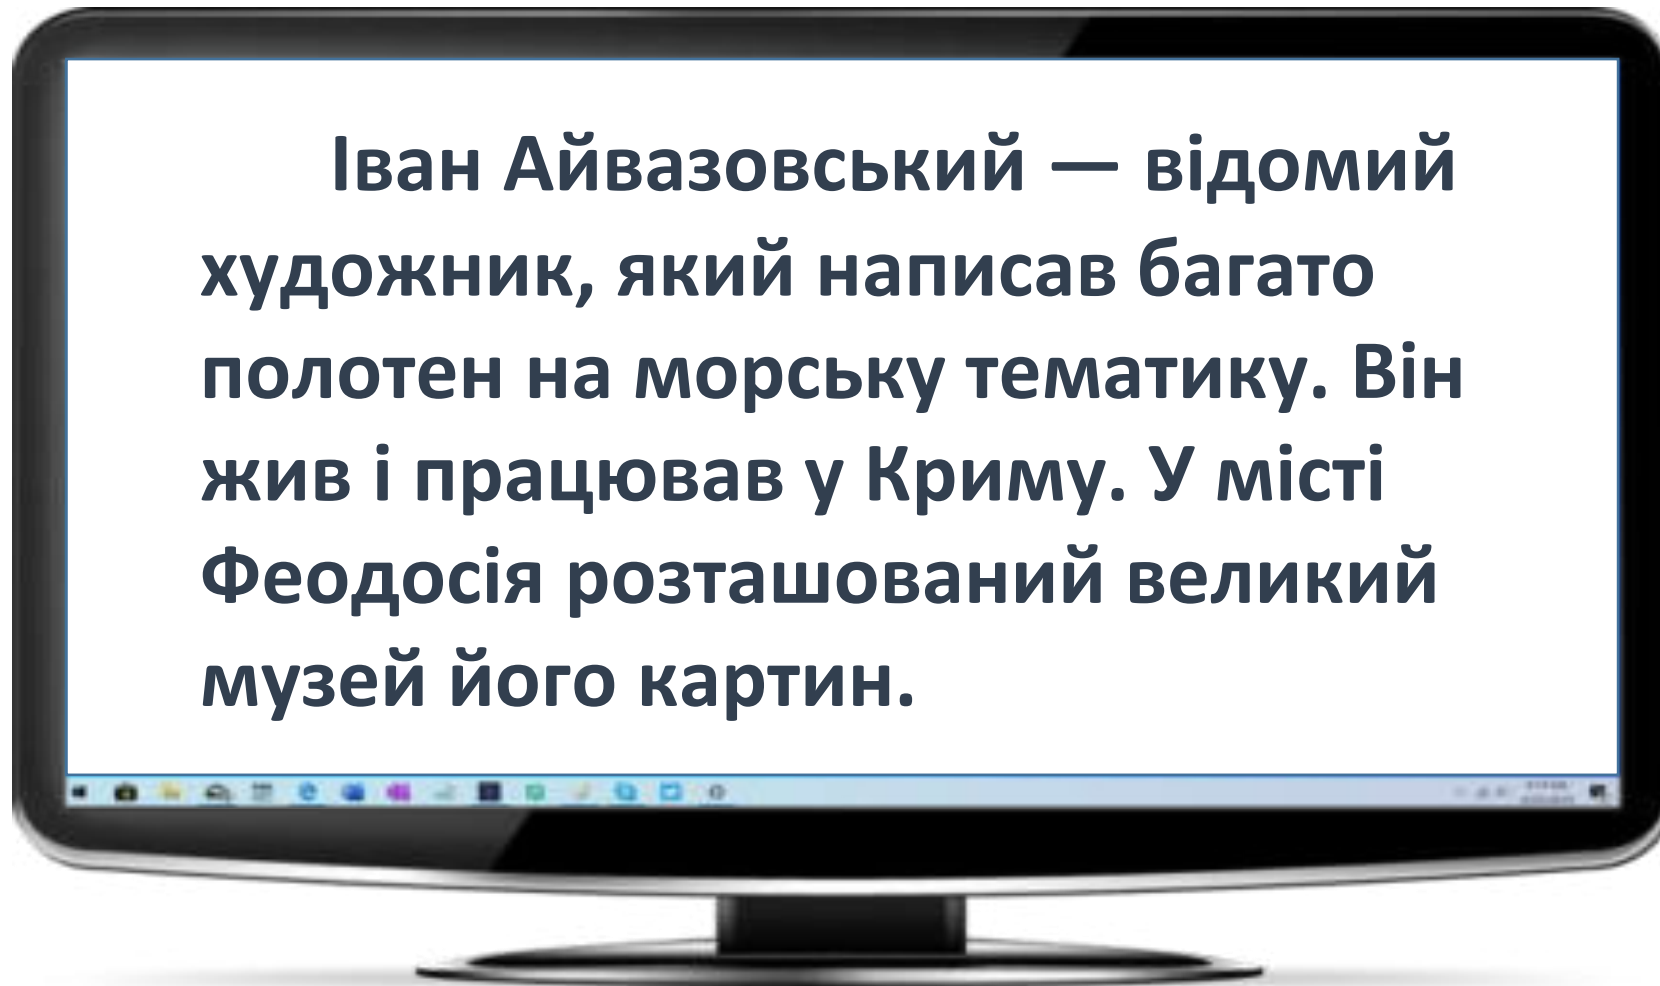 Іван Айвазовський — відомий
художник, який написав багато
полотен на морську тематику. Він
жив і працював у Криму. У місті
Феодосія розташований великий
музей його картин.